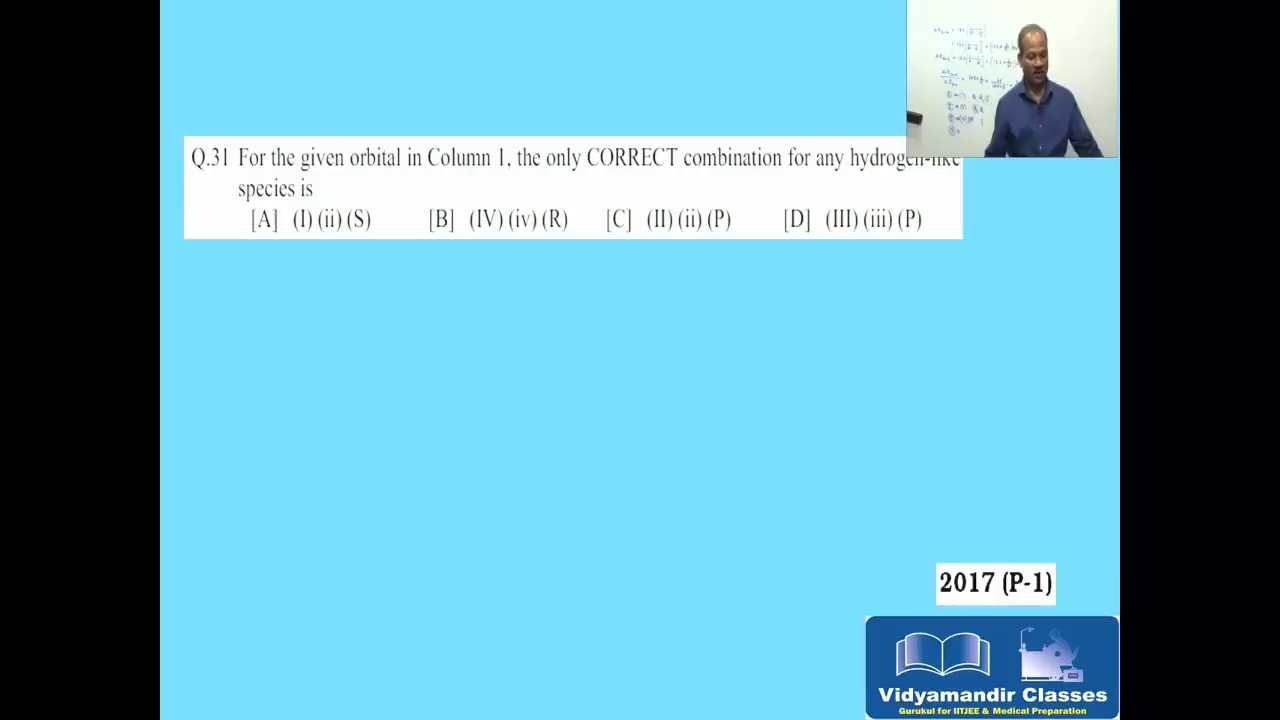 Q.31 For the given orbital in Column 1, the only CORRECT combination for any hydrogen-like
species is
[A] (I) (ii) (S) [B] (IV) (iv) (R) [C] (II) (ii) (P) [D] (III) (iii) (P)
2017 (P-1)
Vidyamandir Classes
Gurukul for IITJEE & Medical Preparation